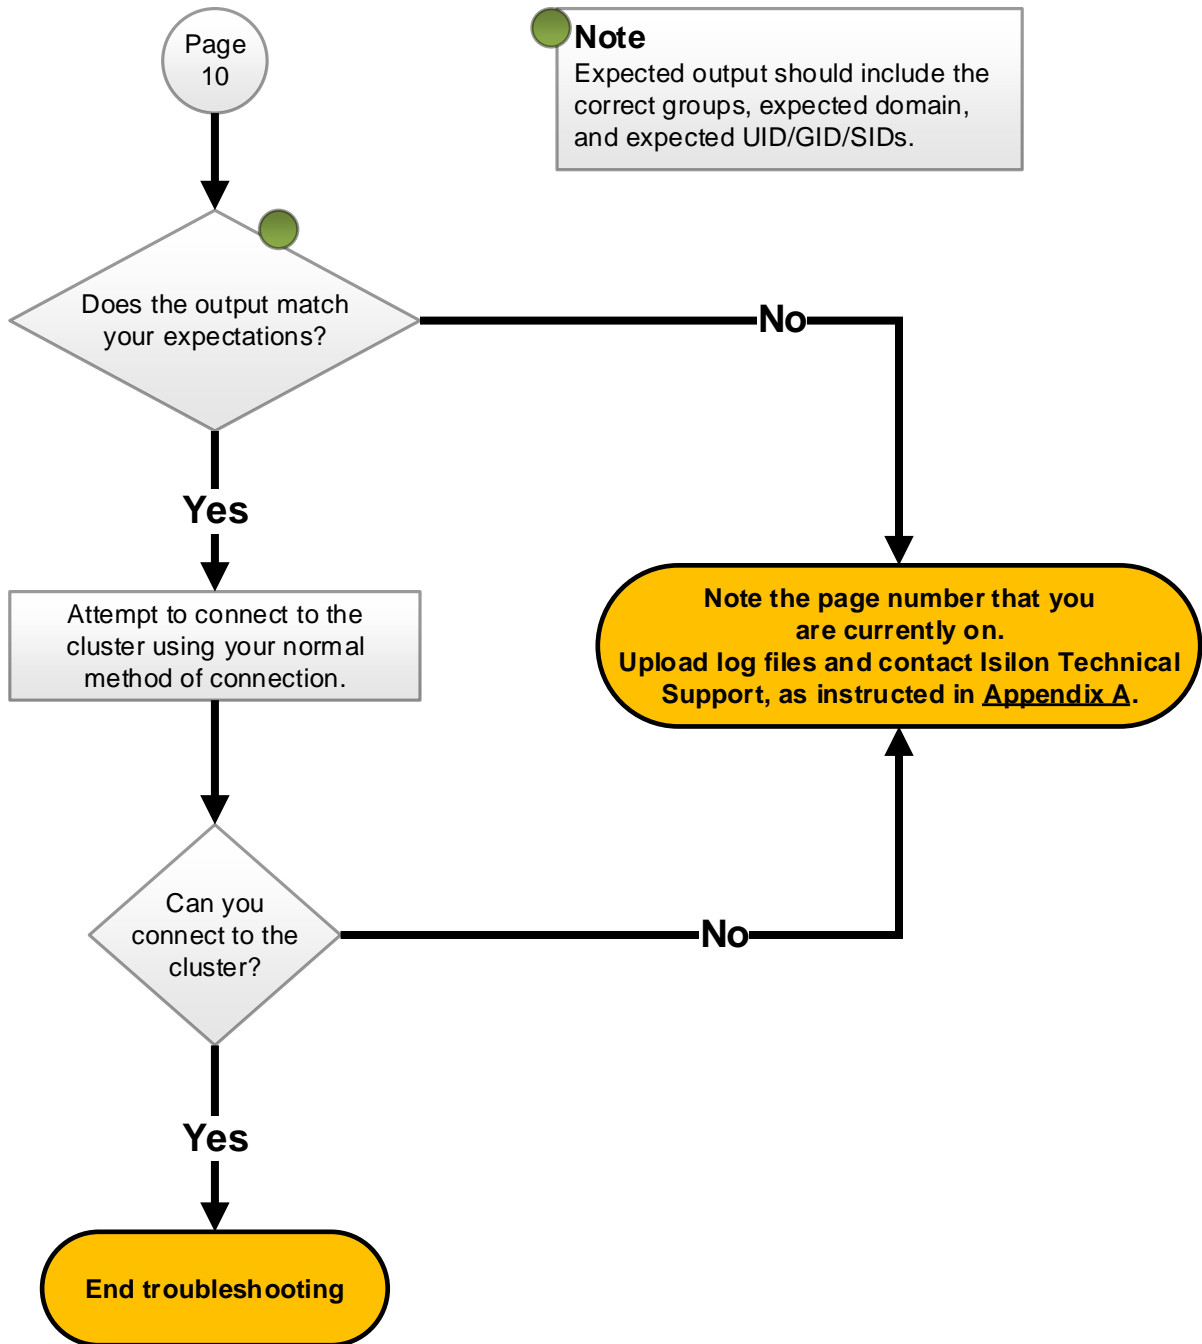 Page
10
Note
Expected output should include the
correct groups, expected domain,
and expected UID/GID/SIDs.
Does the output match
your expectations?
No
Yes
Attempt to connect to the
cluster using your normal
method of connection.
Note the page number that you
are currently on.
Upload log files and contact Isilon Technical
Support, as instructed in Appendix A.
Can you
connect to the
cluster?
No
Yes
End troubleshooting